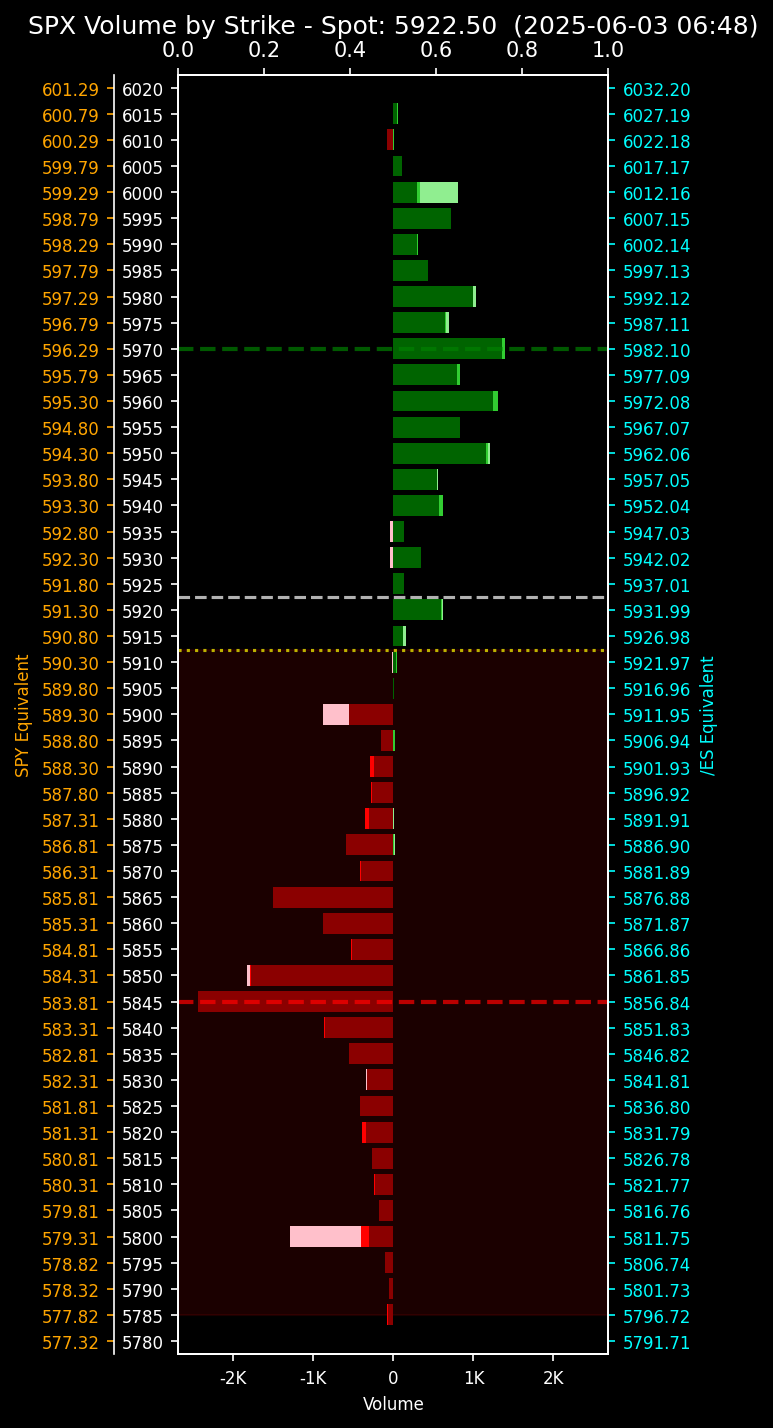 SPX Volume by Strike - Spot: 5922.50 (2025-06-03 06:48)
0.0 0.2 0.4 0.6 0.8 1.0
601.29 6020 6032.20
600.79 6015 6027.19
600.29 6010 6022.18
599.79 6005 6017.17
599.29 6000 6012.16
598.79 5995 6007.15
598.29 5990 6002.14
597.79 5985 5997.13
597.29 5980 5992.12
596.79 5975 5987.11
596.29 5970 5982.10
595.79 5965 5977.09
595.30 5960 5972.08
594.80 5955 5967.07
594.30 5950 5962.06
593.80 5945 5957.05
593.30 5940 5952.04
592.80 5935 5947.03
592.30 5930 5942.02
591.80 5925 5937.01
591.30 5920 5931.99
590.80 5915 5926.98
590.30 5910 5921.97
589.80 5905 5916.96
589.30 5900 5911.95
588.80 5895 5906.94
588.30 5890 5901.93
587.80 5885 5896.92
587.31 5880 5891.91
586.81 5875 5886.90
586.31 5870 5881.89
585.81 5865 5876.88
585.31 5860 5871.87
584.81 5855 5866.86
584.31 5850 5861.85
583.81 5845 5856.84
583.31 5840 5851.83
582.81 5835 5846.82
582.31 5830 5841.81
581.81 5825 5836.80
581.31 5820 5831.79
580.81 5815 5826.78
580.31 5810 5821.77
579.81 5805 5816.76
579.31 5800 5811.75
578.82 5795 5806.74
578.32 5790 5801.73
577.82 5785 5796.72
577.32 5780 5791.71
SPY Equivalent
/ES Equivalent
-2K -1K 0 1K 2K
Volume